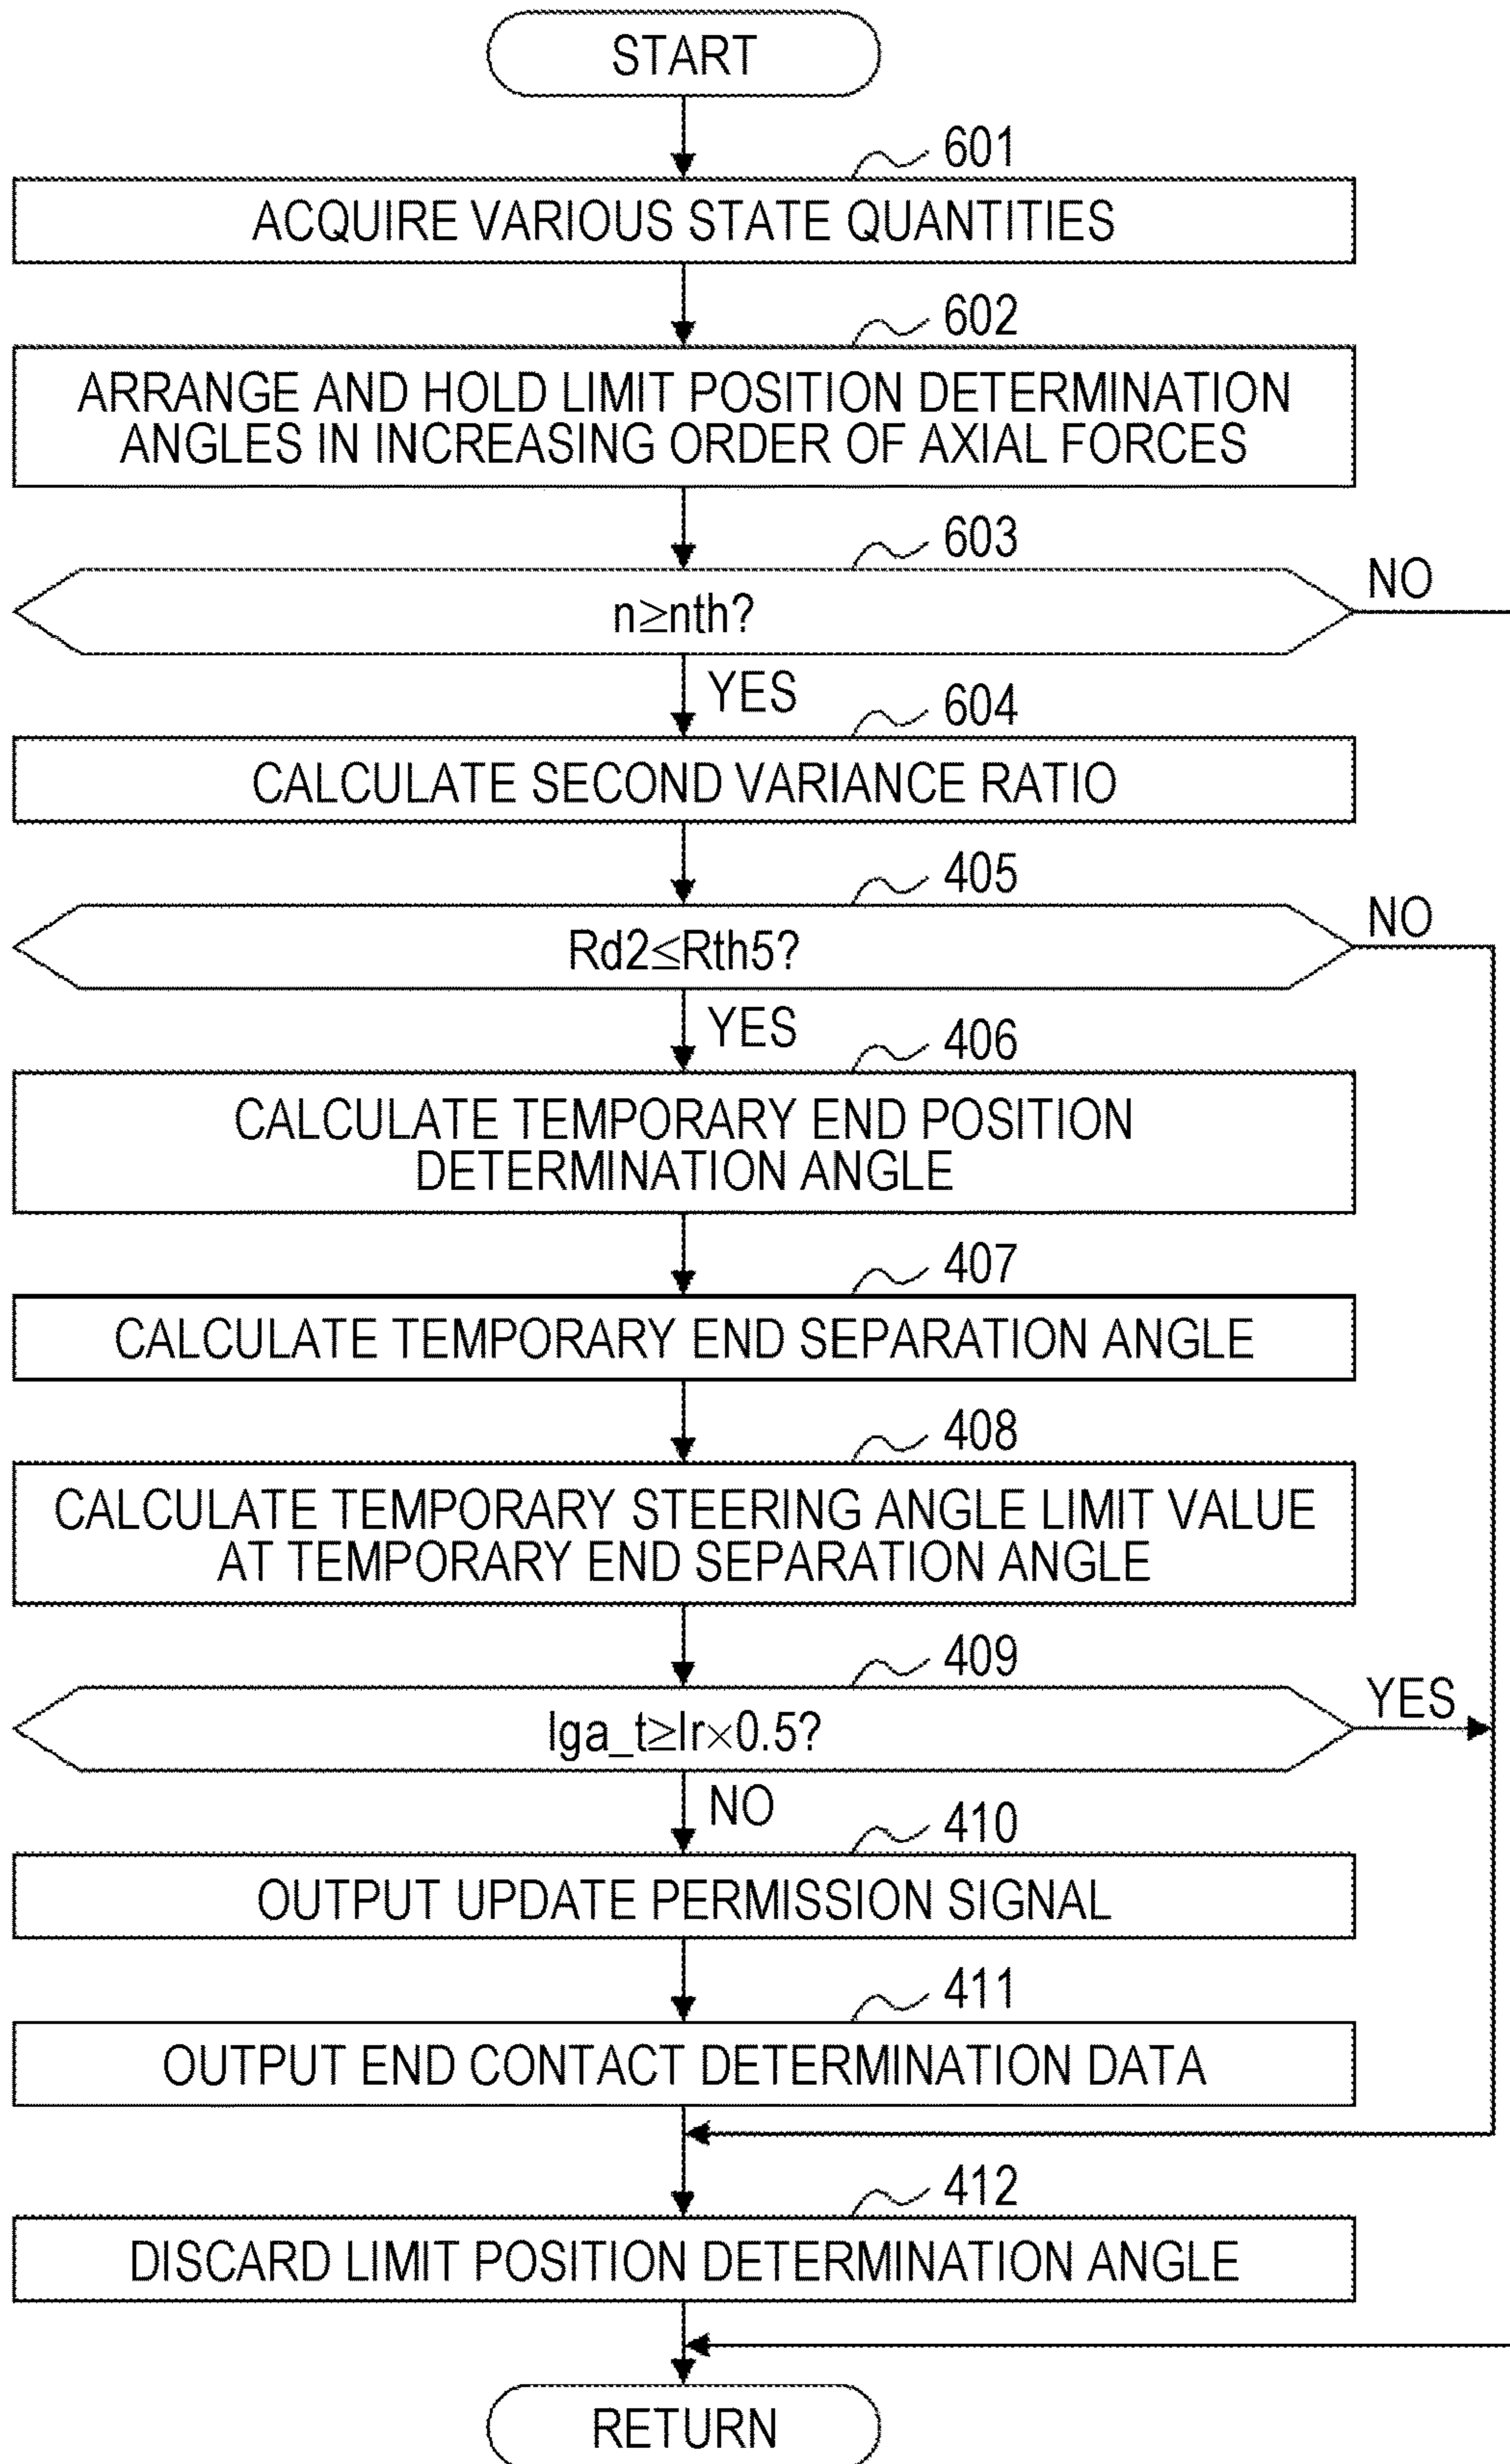 START
601
ACQUIRE VARIOUS STATE QUANTITIES
602
ARRANGE AND HOLD LIMIT POSITION DETERMINATION
ANGLES IN INCREASING ORDER OF AXIAL FORCES
603
n≥nth?
NO
YES
604
CALCULATE SECOND VARIANCE RATIO
405
Rd2≤Rth5?
NO
YES
406
CALCULATE TEMPORARY END POSITION
DETERMINATION ANGLE
407
CALCULATE TEMPORARY END SEPARATION ANGLE
408
CALCULATE TEMPORARY STEERING ANGLE LIMIT VALUE
AT TEMPORARY END SEPARATION ANGLE
409
Iga_t≥Ir×0.5?
YES
NO
410
OUTPUT UPDATE PERMISSION SIGNAL
411
OUTPUT END CONTACT DETERMINATION DATA
412
DISCARD LIMIT POSITION DETERMINATION ANGLE
RETURN